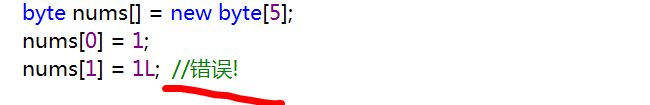 byte nums[] = new byte[5];
nums[0] = 1;
nums[1] = 1L; //错误!